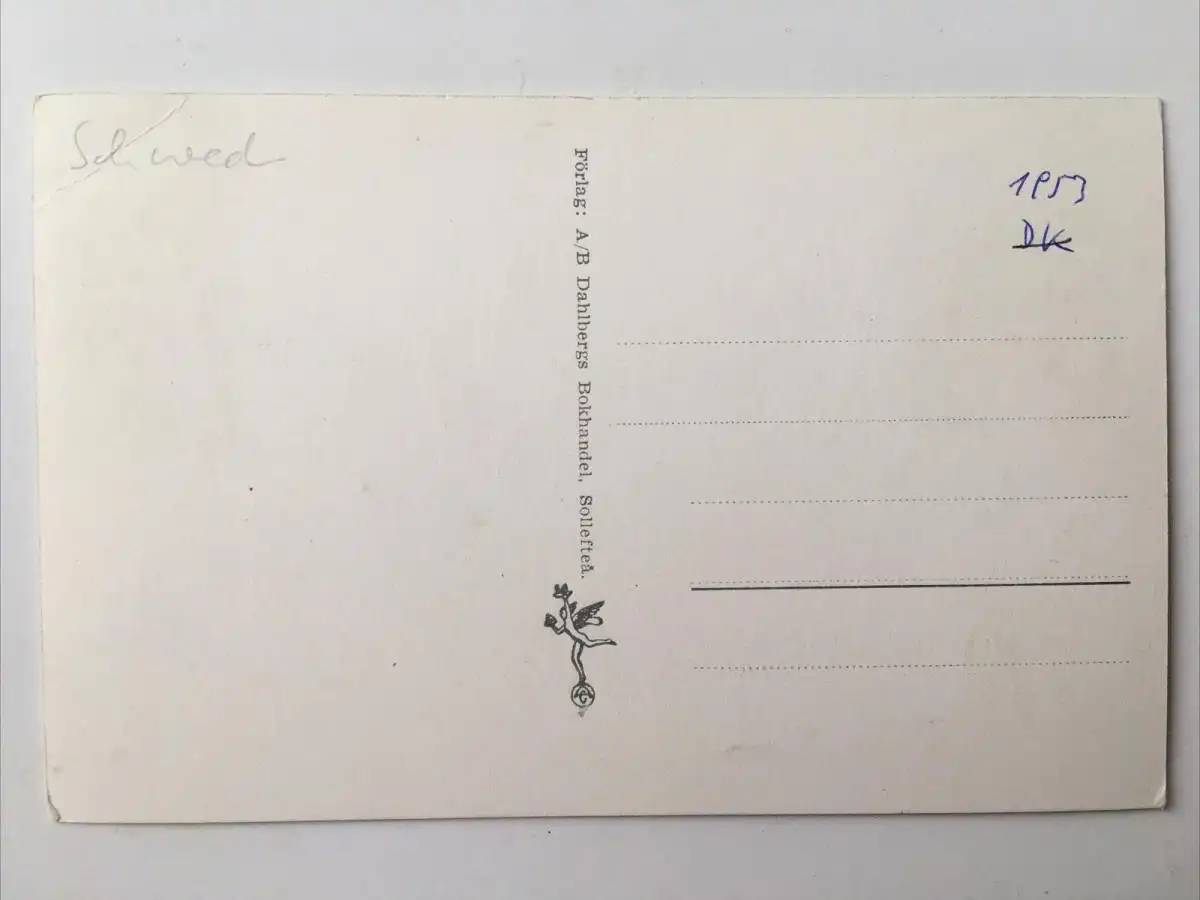 Schwed
Förlag: A/B Dahlbergs Bokhandel, Sollefteå.
1953
DK